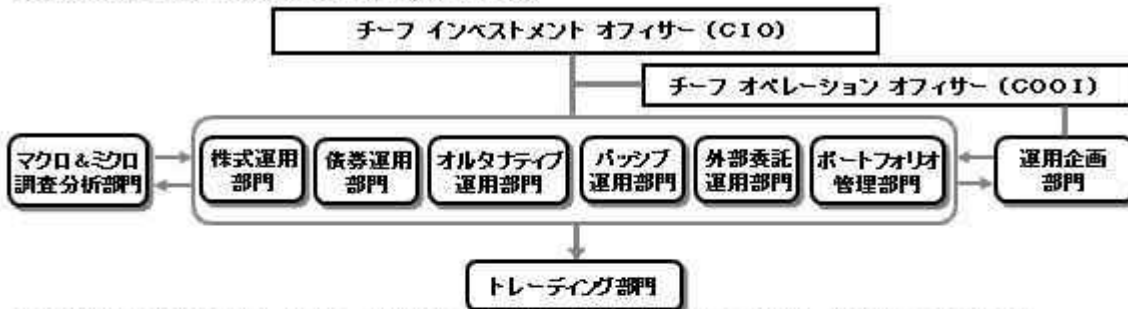 チーフ インベストメント オフィサー（CIO）
チーフ オペレーション オフィサー（COOI）
マクロ＆ミクロ
調査分析部門
株式運用
部門
債券運用
部門
オルタナティブ
運用部門
パッシブ
運用部門
外部委託
運用部門
ポートフォリオ
管理部門
運用企画
部門
トレーディング部門